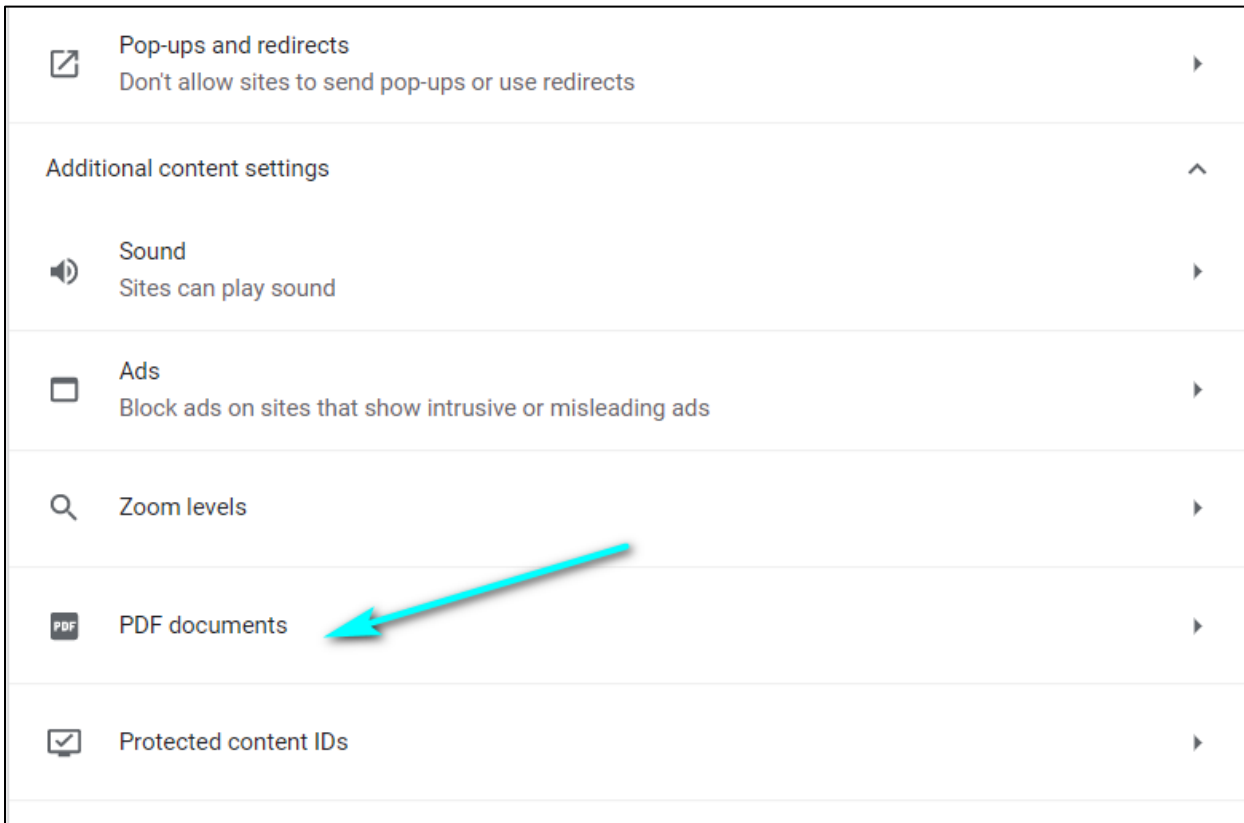 Pop-ups and redirects
Don't allow sites to send pop-ups or use redirects
Additional content settings
Sound
Sites can play sound
Ads
Block ads on sites that show intrusive or misleading ads
Zoom levels
PDF
PDF documents
Protected content IDs